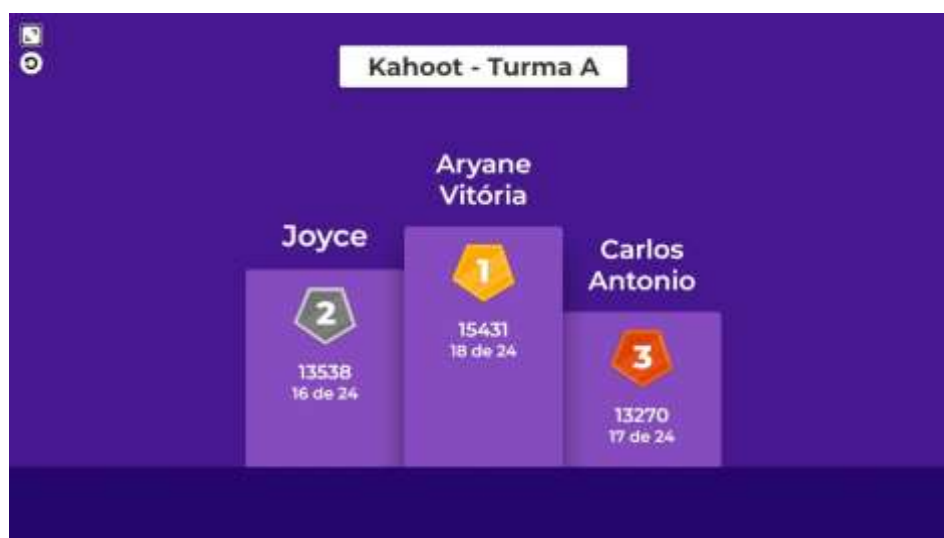 Kahoot - Turma A
Aryane
Vitória
1
15431
18 de 24
Joyce
2
13538
16 de 24
Carlos
Antonio
3
13270
17 de 24